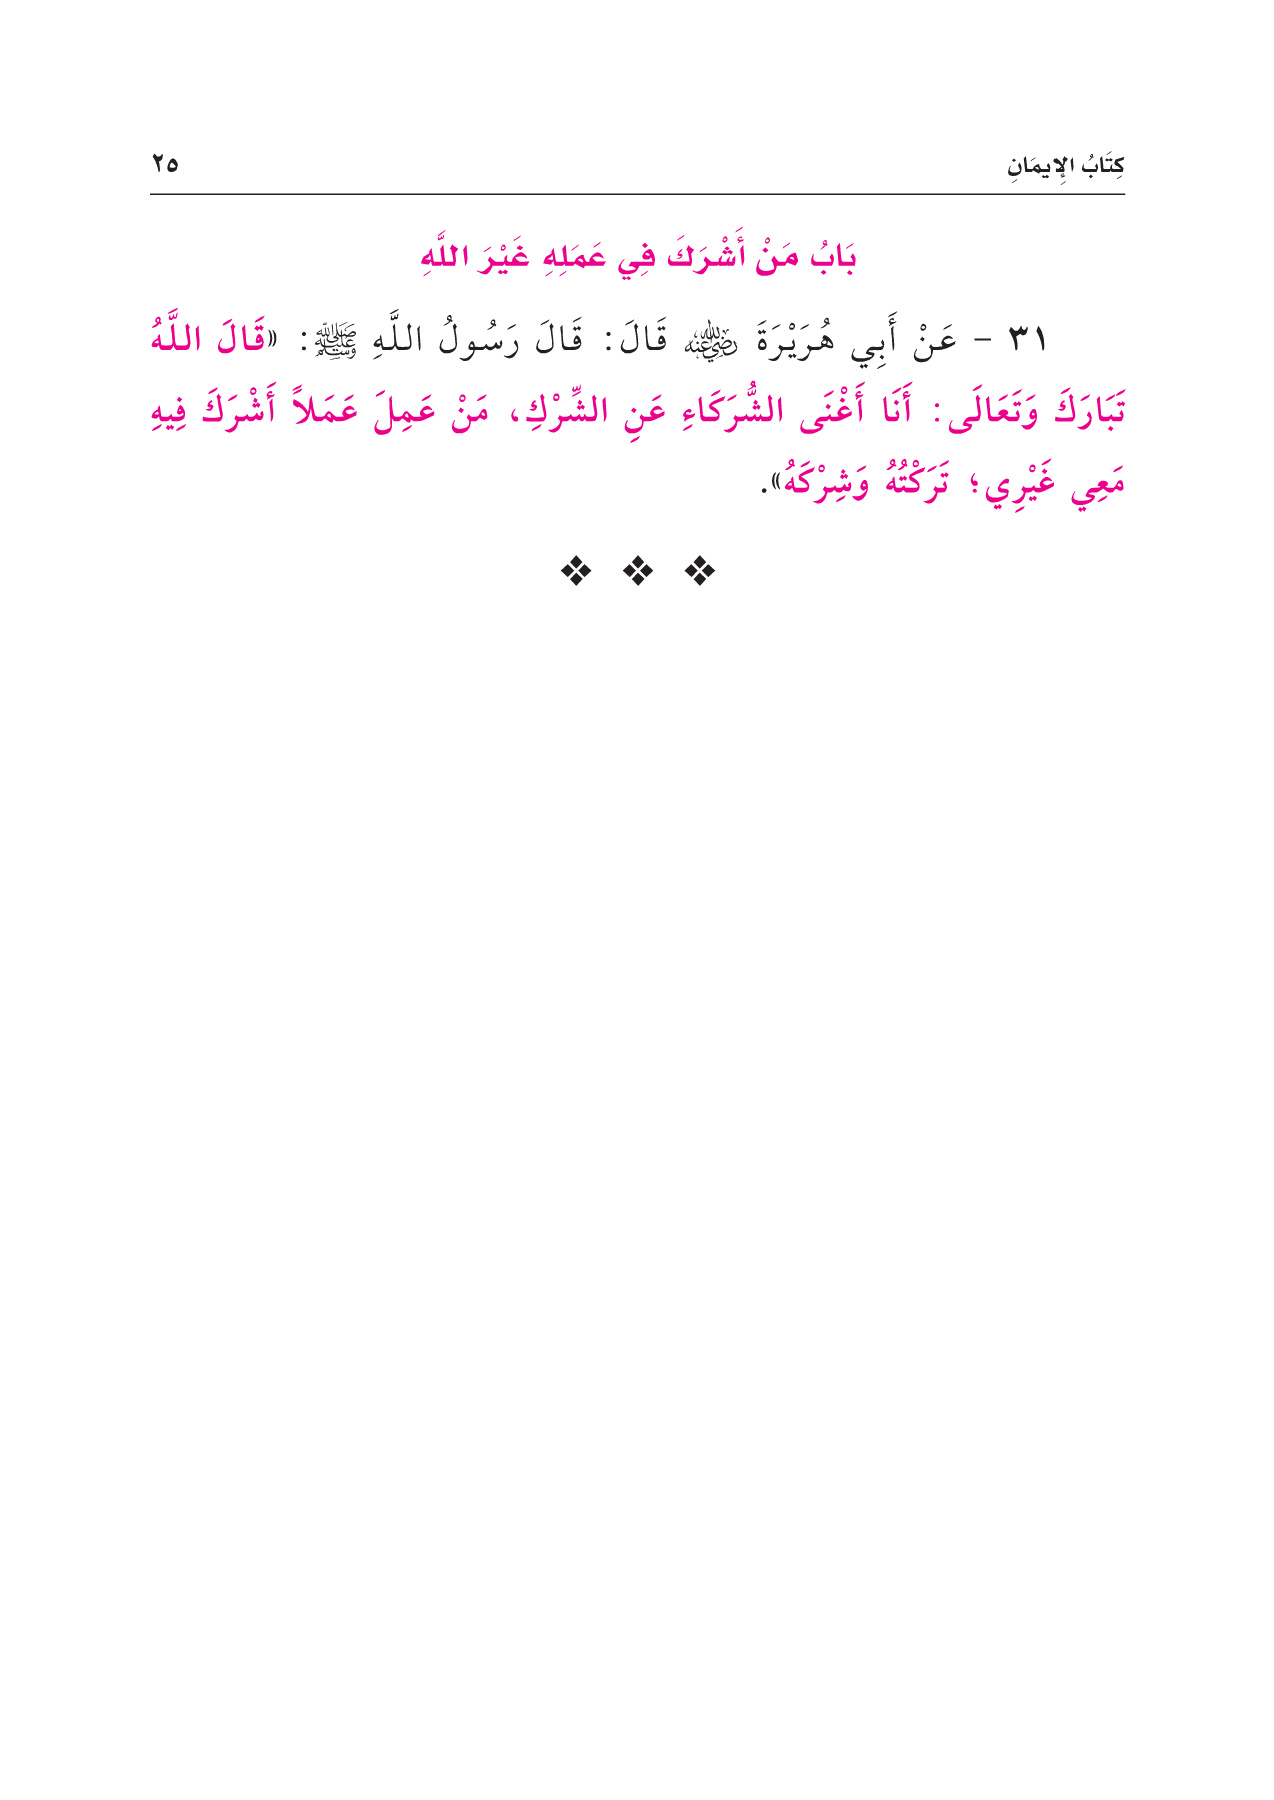 كِتَابُ الإِيمَانِ ٢٥
بَابُ مَنْ أَشْرَكَ فِي عَمَلِهِ غَيْرَ اللَّهِ
٣١ - عَنْ أَبِي هُرَيْرَةَ رضي الله عنه قَالَ: قَالَ رَسُولُ اللَّهِ ﷺ: «قَالَ اللَّهُ
تَبَارَكَ وَتَعَالَى: أَنَا أَغْنَى الشُّرَكَاءِ عَنِ الشِّرْكِ، مَنْ عَمِلَ عَمَلاً أَشْرَكَ فِيهِ
مَعِي غَيْرِي؛ تَرَكْتُهُ وَشِرْكَهُ».